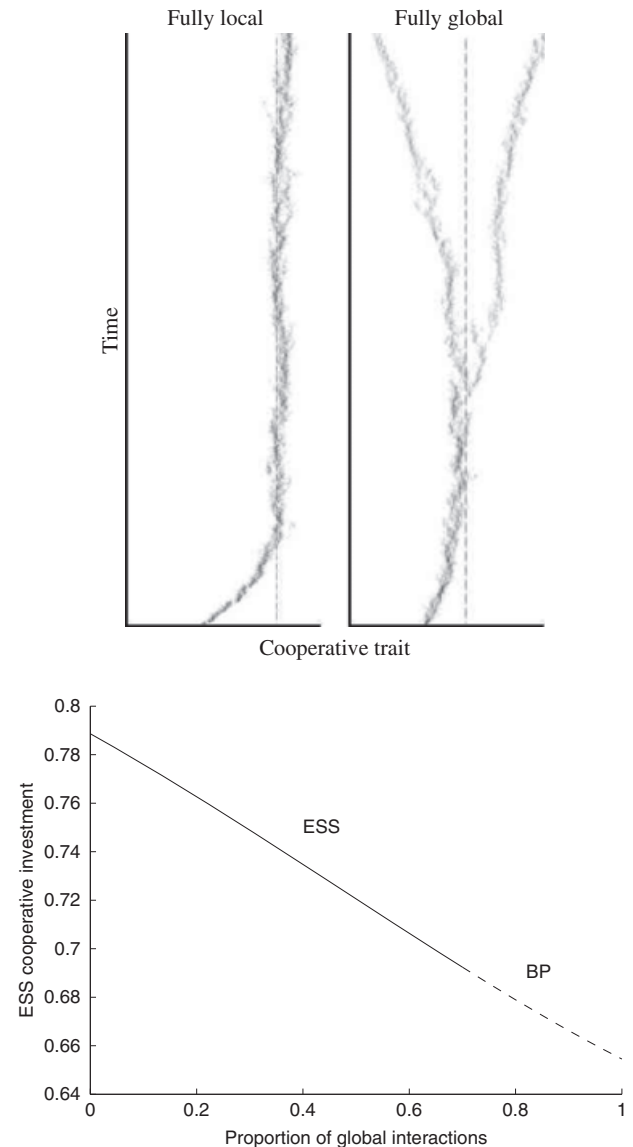 Fully local
Fully global
Time
Cooperative trait
0.8
0.78
0.76
0.74
0.72
0.7
0.68
0.66
0.64
ESS cooperative investment
ESS
BP
0 0.2 0.4 0.6 0.8 1
Proportion of global interactions